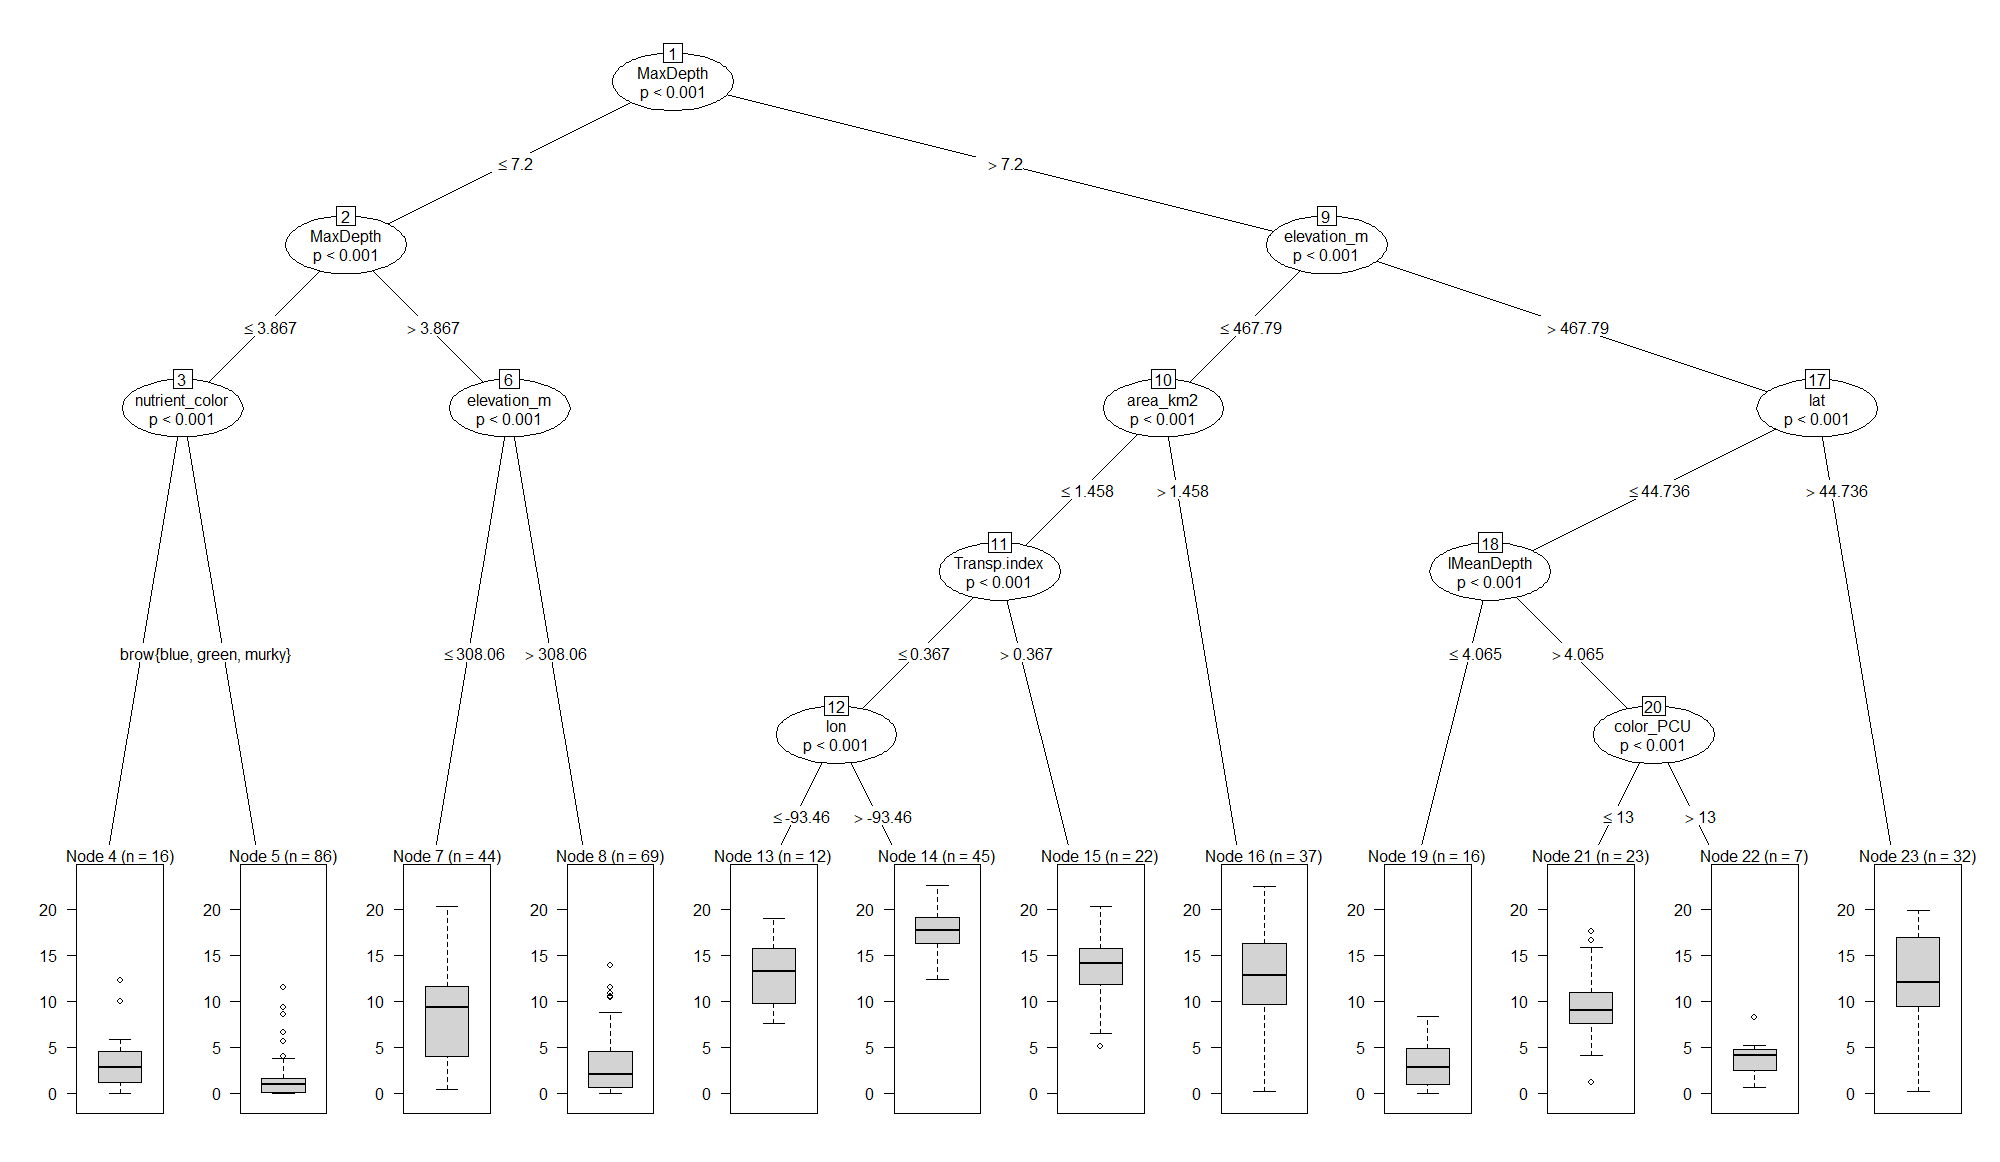 1
MaxDepth
p < 0.001
≤ 7.2
> 7.2
2
MaxDepth
p < 0.001
9
elevation_m
p < 0.001
≤ 3.867
> 3.867
≤ 467.79
> 467.79
3
nutrient_color
p < 0.001
6
elevation_m
p < 0.001
10
area_km2
p < 0.001
17
lat
p < 0.001
≤ 1.458
> 1.458
≤ 44.736
> 44.736
11
Transp.index
p < 0.001
18
lMeanDepth
p < 0.001
brow{blue, green, murky}
≤ 308.06
> 308.06
≤ 0.367
> 0.367
≤ 4.065
> 4.065
12
lon
p < 0.001
20
color_PCU
p < 0.001
≤ -93.46
> -93.46
≤ 13
> 13
Node 4 (n = 16)
0
5
10
15
20
Node 5 (n = 86)
0
5
10
15
20
Node 7 (n = 44)
0
5
10
15
20
Node 8 (n = 69)
0
5
10
15
20
Node 13 (n = 12)
0
5
10
15
20
Node 14 (n = 45)
0
5
10
15
20
Node 15 (n = 22)
0
5
10
15
20
Node 16 (n = 37)
0
5
10
15
20
Node 19 (n = 16)
0
5
10
15
20
Node 21 (n = 23)
0
5
10
15
20
Node 22 (n = 7)
0
5
10
15
20
Node 23 (n = 32)
0
5
10
15
20